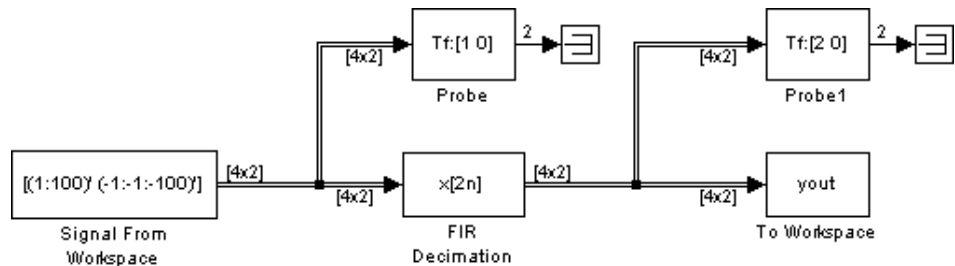 Tf:[1 0]
2
[4x2]
Probe
Tf:[2 0]
2
[4x2]
Probe1
[(1:100)' (-1:-1:-100)']
[4x2]
[4x2]
Signal From
Workspace
x[2n]
[4x2]
[4x2]
FIR
Decimation
yout
To Workspace